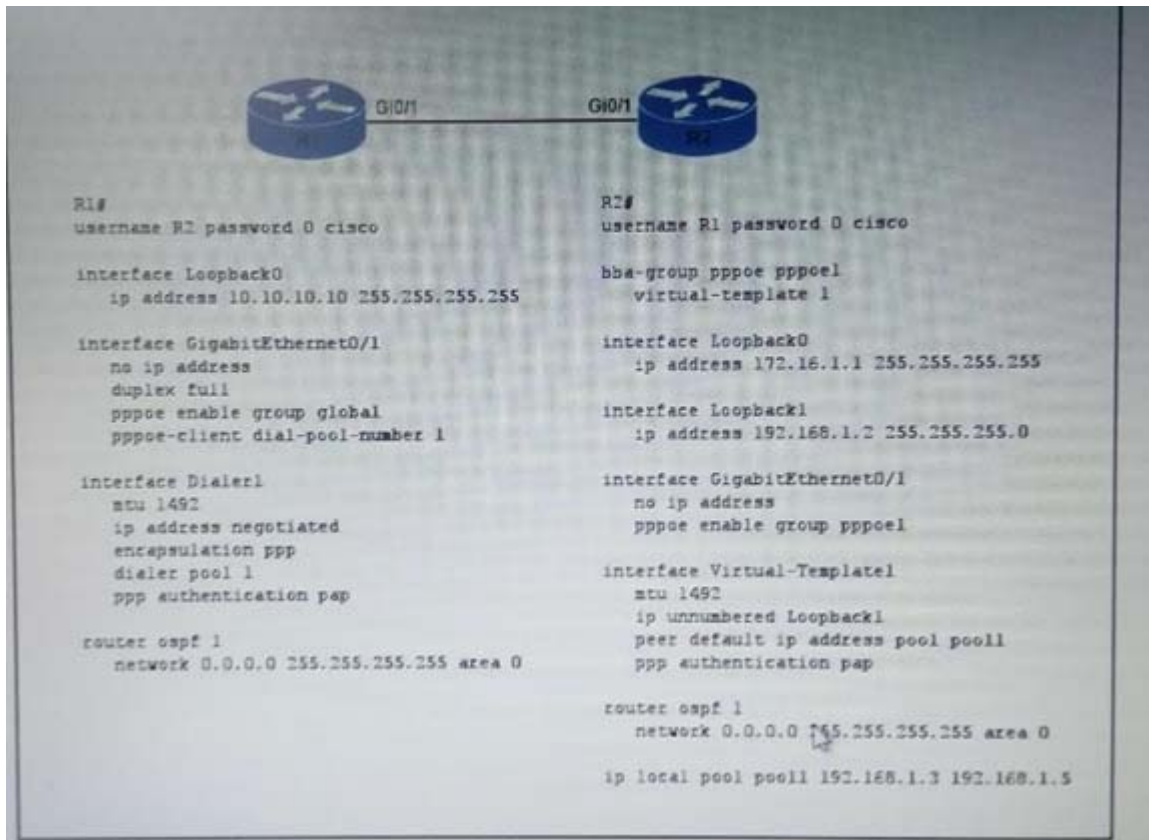 Gi0/1
Gi0/1
R1
R2
R1#
username R2 password 0 cisco
interface Loopback0
ip address 10.10.10.10 255.255.255.255
interface GigabitEthernet0/1
no ip address
duplex full
pppoe enable group global
pppoe-client dial-pool-number 1
interface Dialer1
mtu 1492
ip address negotiated
encapsulation ppp
dialer pool 1
ppp authentication pap
router ospf 1
network 0.0.0.0 255.255.255.255 area 0
R2#
username R1 password 0 cisco
bba-group pppoe pppoe1
virtual-template 1
interface Loopback0
ip address 172.16.1.1 255.255.255.255
interface Loopback1
ip address 192.168.1.2 255.255.255.0
interface GigabitEthernet0/1
no ip address
pppoe enable group pppoe1
interface Virtual-Template1
mtu 1492
ip unnumbered Loopback1
peer default ip address pool pool1
ppp authentication pap
router ospf 1
network 0.0.0.0 255.255.255.255 area 0
ip local pool pool1 192.168.1.3 192.168.1.5